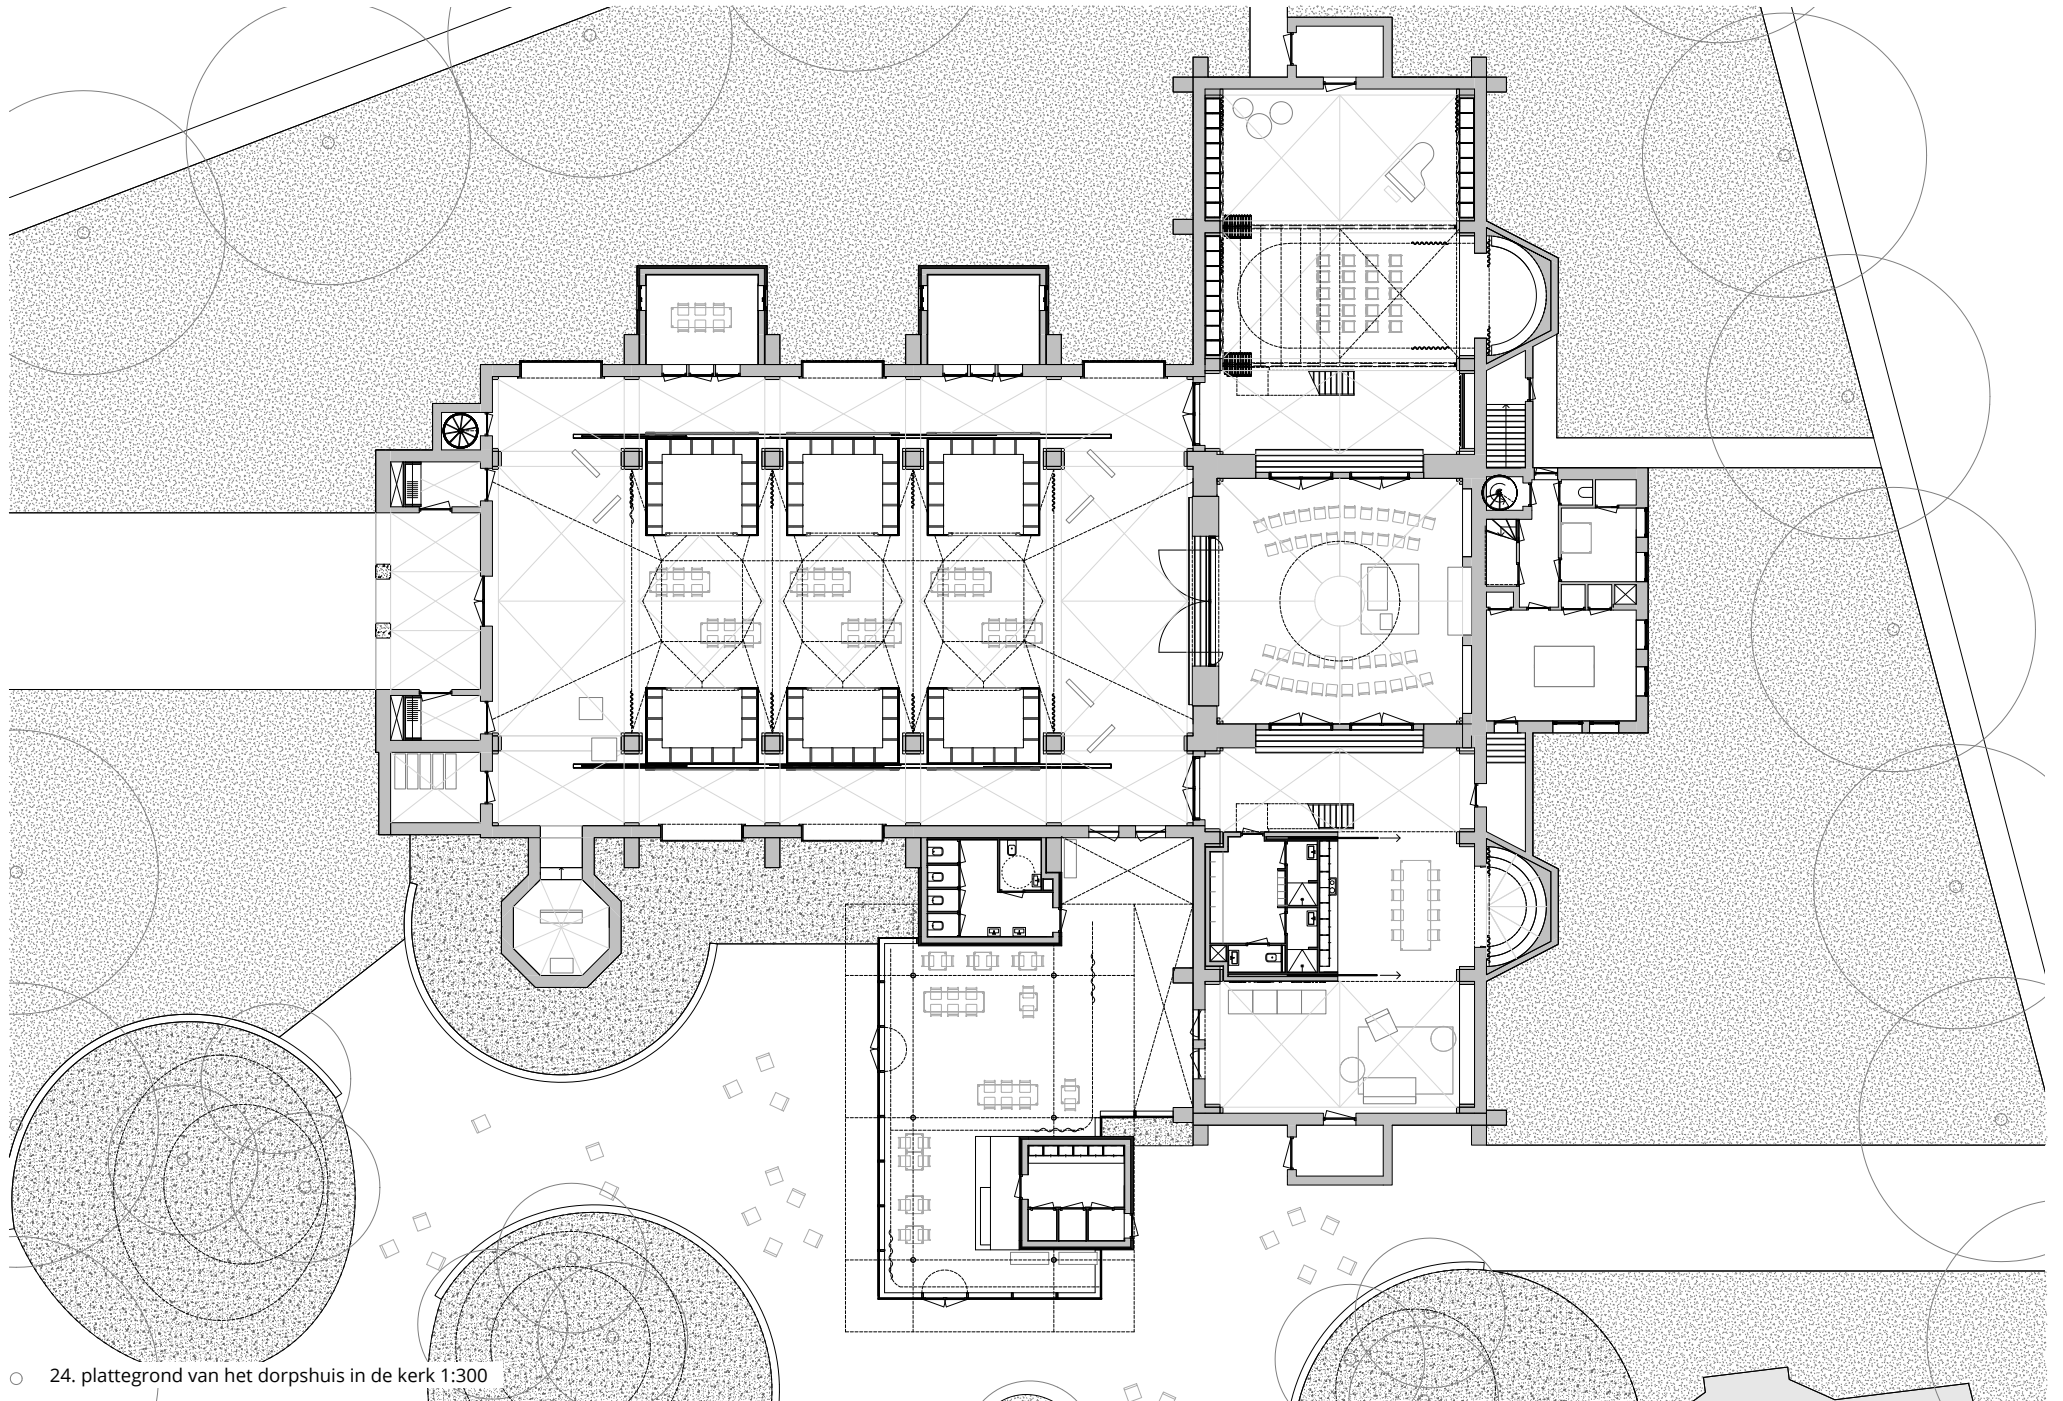 24. plattegrond van het dorpshuis in de kerk 1:300